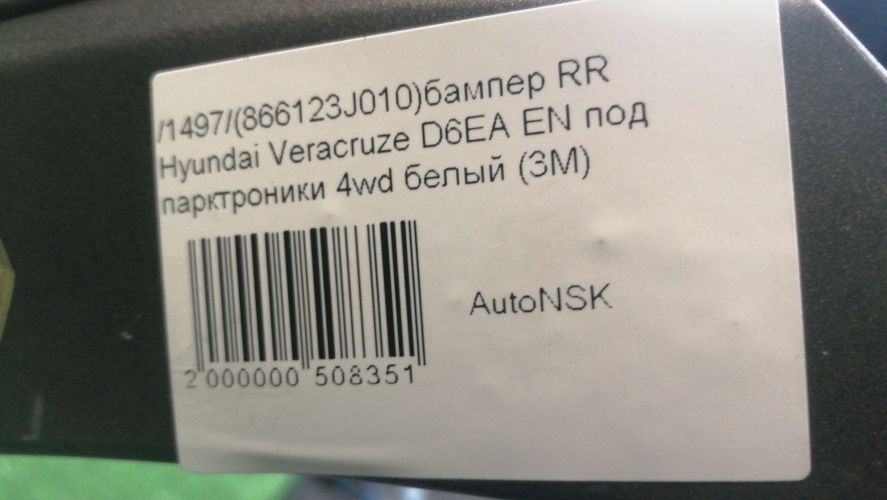 /1497/(866123J010)бампер RR
Hyundai Veracruze D6EA EN под
парктроники 4wd белый (3M)
AutoNSK
2 000000 508351